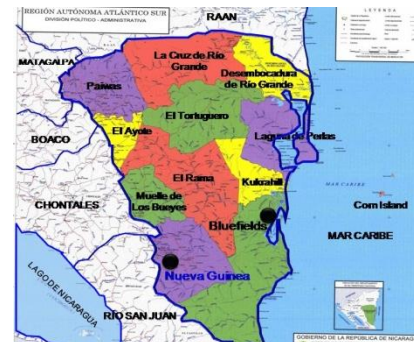 REGIÓN AUTÓNOMA ATLÁNTICO SUR
DIVISIÓN POLÍTICO - ADMINISTRATIVA
RAAN
LEYENDA
MATAGALPA
La Cruz de Río
Grande
Desembocadura
de Río Grande
Paiwas
El Tortuguero
BOACO
El Ayote
Laguna de Perlas
El Rama
Kukrahill
MAR CARIBE
Corn Island
CHONTALES
Muelle de
Los Bueyes
Bluefields
MAR CARIBE
LAGO DE NICARAGUA
Nueva Guinea
RÍO SAN JUAN
GOBIERNO DE LA REPÚBLICA DE NICARAGUA